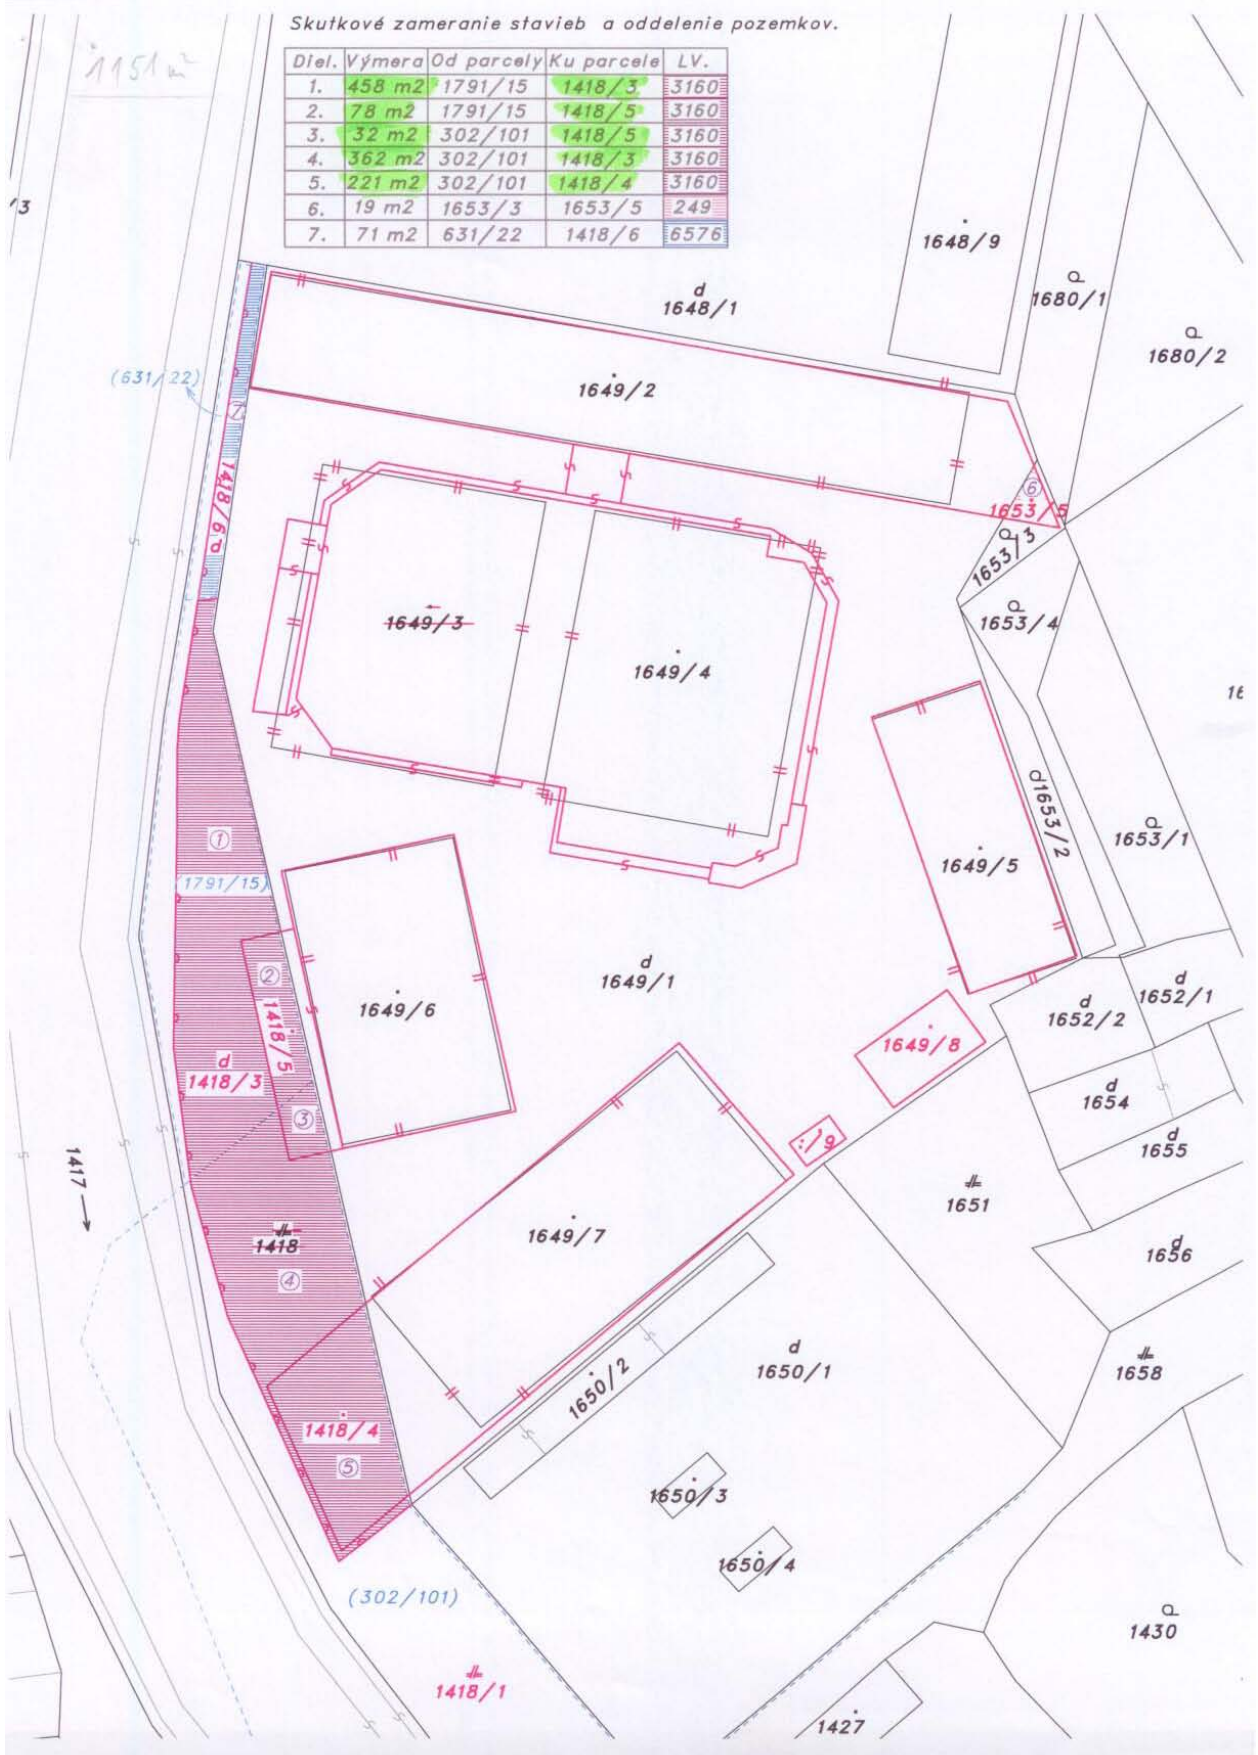 Skutkové zameranie stavieb a oddelenie pozemkov.
1151 m²
Diel. Výmera Od parcely Ku parcele LV.
1. 458 m2 1791/15 1418/3 3160
2. 78 m2 1791/15 1418/5 3160
3. 32 m2 302/101 1418/5 3160
4. 362 m2 302/101 1418/3 3160
5. 221 m2 302/101 1418/4 3160
6. 19 m2 1653/3 1653/5 249
7. 71 m2 631/22 1418/6 6576
/3
1648/9
d
1648/1
1680/1
1680/2
(631/22)
1649/2
7
1418/6
6
1653/5
1653/3
1649/3
1653/4
1649/4
16
d1653/2
1653/1
1
(1791/15)
1649/5
2
d
1649/1
1649/6
d
1652/1
d
1652/2
1418/5
1649/8
d
1418/3
d
1654
3
d
1655
1417
:/9
1651
1418
1649/7
d
1656
4
d
1650/1
1658
1650/2
1418/4
5
1650/3
1650/4
(302/101)
1430
1418/1
1427